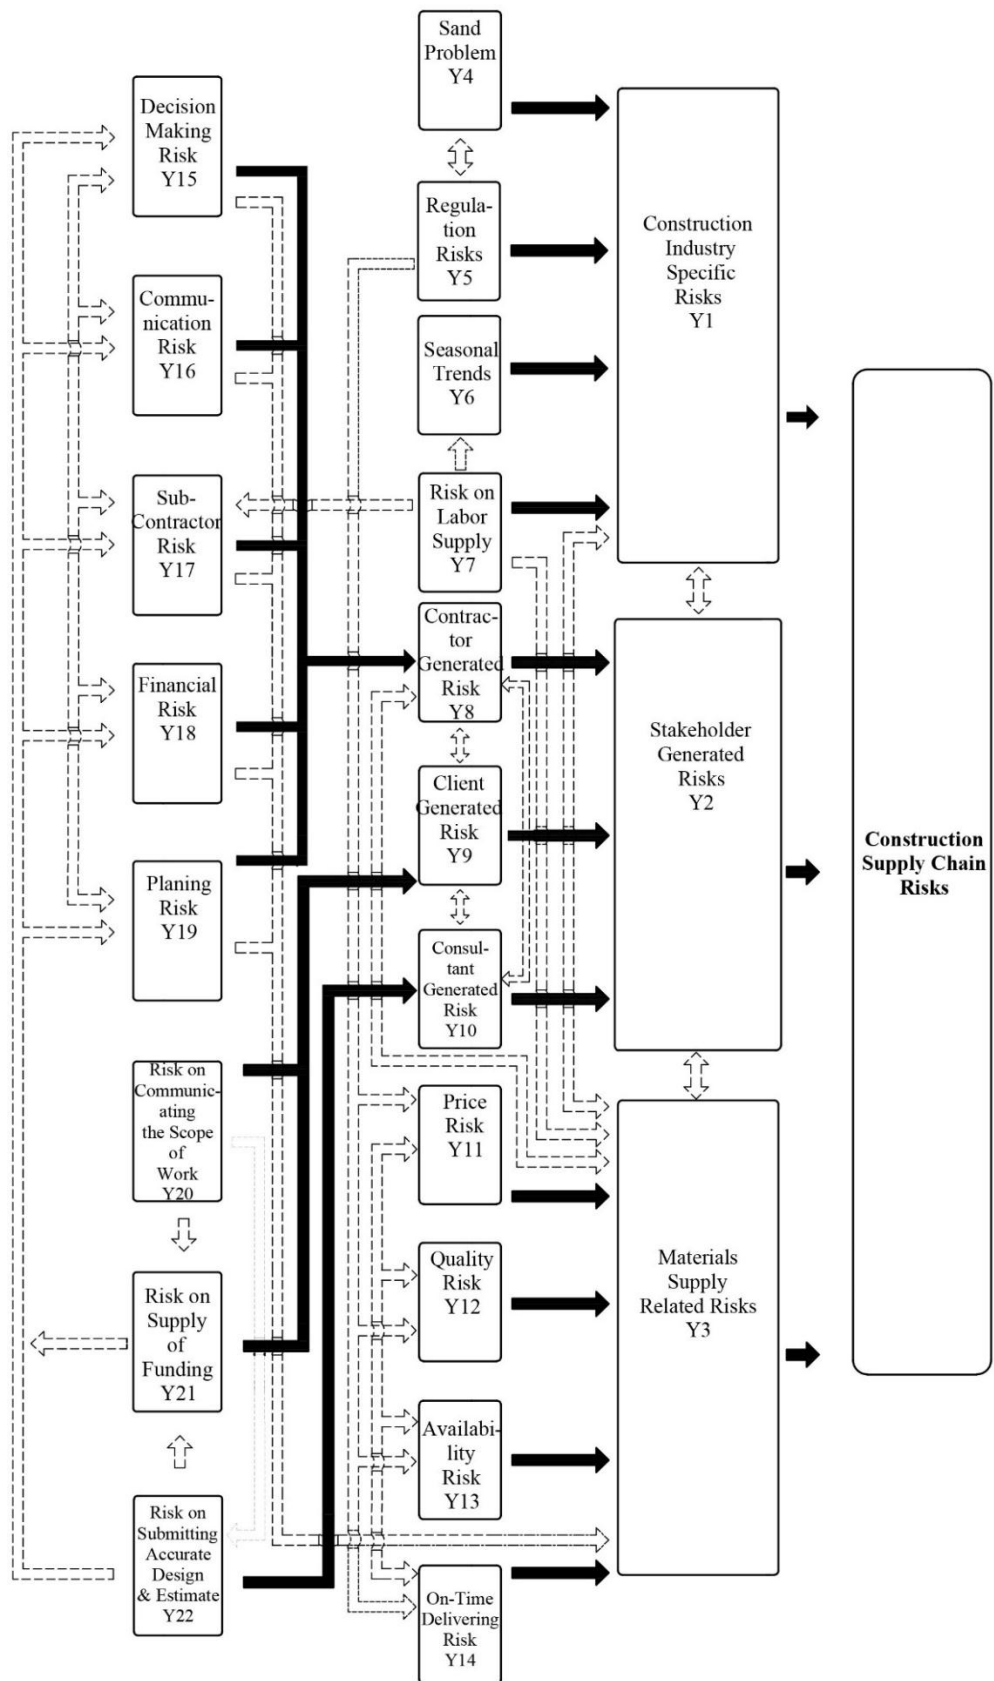 Decision
Making
Risk
Y15
Commu-
nication
Risk
Y16
Sub-
Contractor
Risk
Y17
Financial
Risk
Y18
Planing
Risk
Y19
Risk on
Communic-
ating
the Scope
of
Work
Y20
Risk on
Supply
of
Funding
Y21
Risk on
Submitting
Accurate
Design
& Estimate
Y22
Sand
Problem
Y4
Regula-
tion
Risks
Y5
Seasonal
Trends
Y6
Risk on
Labor
Supply
Y7
Contrac-
tor
Generated
Risk
Y8
Client
Generated
Risk
Y9
Consul-
tant
Generated
Risk
Y10
Price
Risk
Y11
Quality
Risk
Y12
Availabi-
lity
Risk
Y13
On-Time
Delivering
Risk
Y14
Construction
Industry
Specific
Risks
Y1
Stakeholder
Generated
Risks
Y2
Materials
Supply
Related Risks
Y3
Construction
Supply Chain
Risks